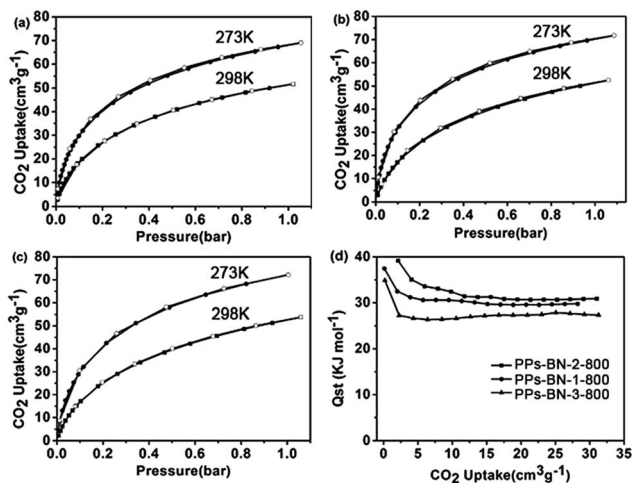 (a)
273K
298K
CO2 Uptake(cm3g-1)
80
70
60
50
40
30
20
10
0
0.0 0.2 0.4 0.6 0.8 1.0
Pressure(bar)
(b)
273K
298K
CO2 Uptake(cm3g-1)
80
70
60
50
40
30
20
10
0
0.0 0.2 0.4 0.6 0.8 1.0
Pressure(bar)
(c)
273K
298K
CO2 Uptake(cm3g-1)
80
70
60
50
40
30
20
10
0
0.0 0.2 0.4 0.6 0.8 1.0
Pressure(bar)
(d)
Qst (KJ mol-1)
40
30
20
10
0
PPs-BN-2-800
PPs-BN-1-800
PPs-BN-3-800
0 5 10 15 20 25 30 35
CO2 Uptake(cm3g-1)